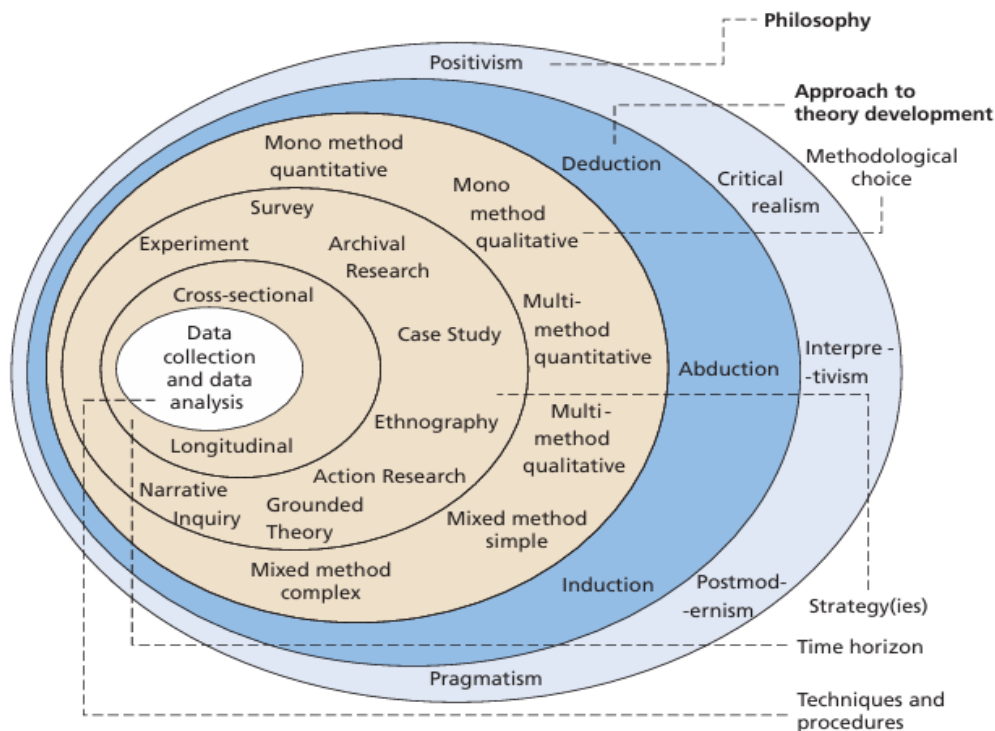 Philosophy
Positivism
Approach to
theory development
Mono method
quantitative
Deduction
Methodological
choice
Mono
method
qualitative
Critical
realism
Survey
Experiment
Archival
Research
Cross-sectional
Multi-
method
quantitative
Data
collection
and data
analysis
Case Study
Abduction
Interpre -
-tivism
Ethnography
Multi-
method
qualitative
Longitudinal
Action Research
Narrative
Inquiry
Grounded
Theory
Mixed method
simple
Mixed method
complex
Induction
Postmod-
-ernism
Strategy(ies)
Time horizon
Pragmatism
Techniques and
procedures